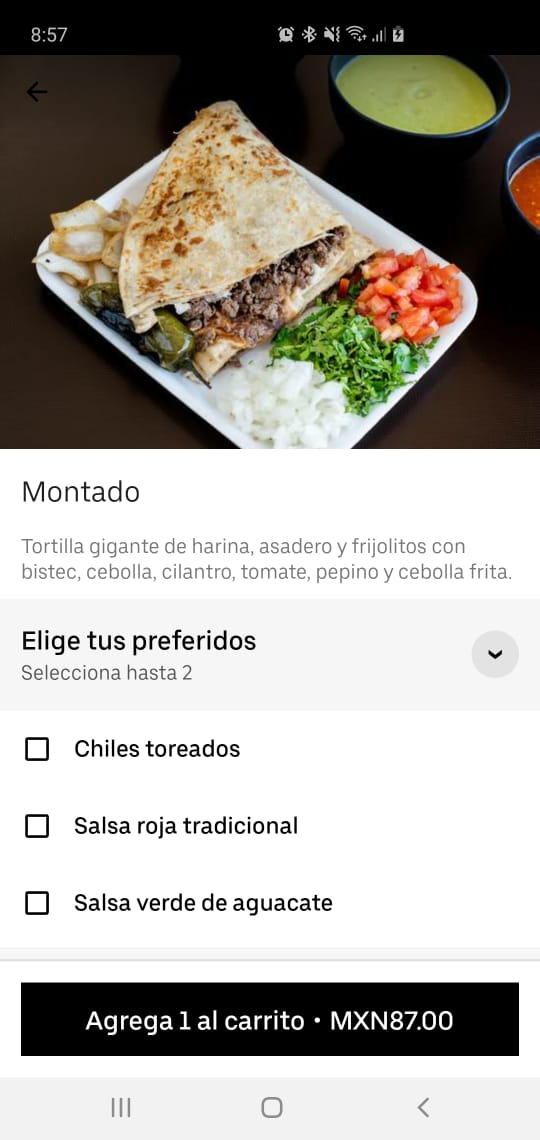 8:57
Montado
Tortilla gigante de harina, asadero y frijolitos con
bistec, cebolla, cilantro, tomate, pepino y cebolla frita.
Elige tus preferidos
Selecciona hasta 2
Chiles toreados
Salsa roja tradicional
Salsa verde de aguacate
Agrega 1 al carrito • MXN87.00